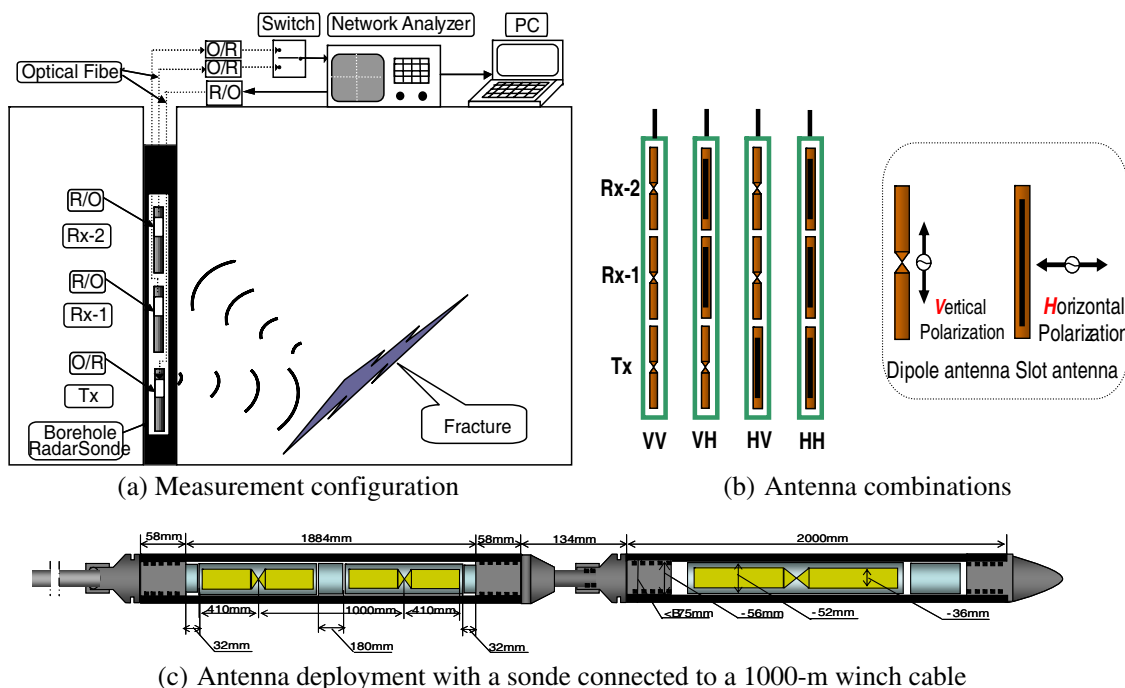 Switch
Network Analyzer
PC
O/R
O/R
Optical Fibe
R/O
R/O
Rx-2
R/O
Rx-1
O/R
Tx
Borehole
RadarSonde
Fracture
(a) Measurement configuration
Rx-2
Rx-1
Tx
VV
VH
HV
HH
Vertical
Polarization
Horizontal
Polarization
Dipole antenna
Slot antenna
(b) Antenna combinations
58mm
1884mm
58mm
134mm
2000mm
410mm
1000mm
410mm
32mm
180mm
32mm
-56mm
-52mm
-36mm
(c) Antenna deployment with a sonde connected to a 1000-m winch cable